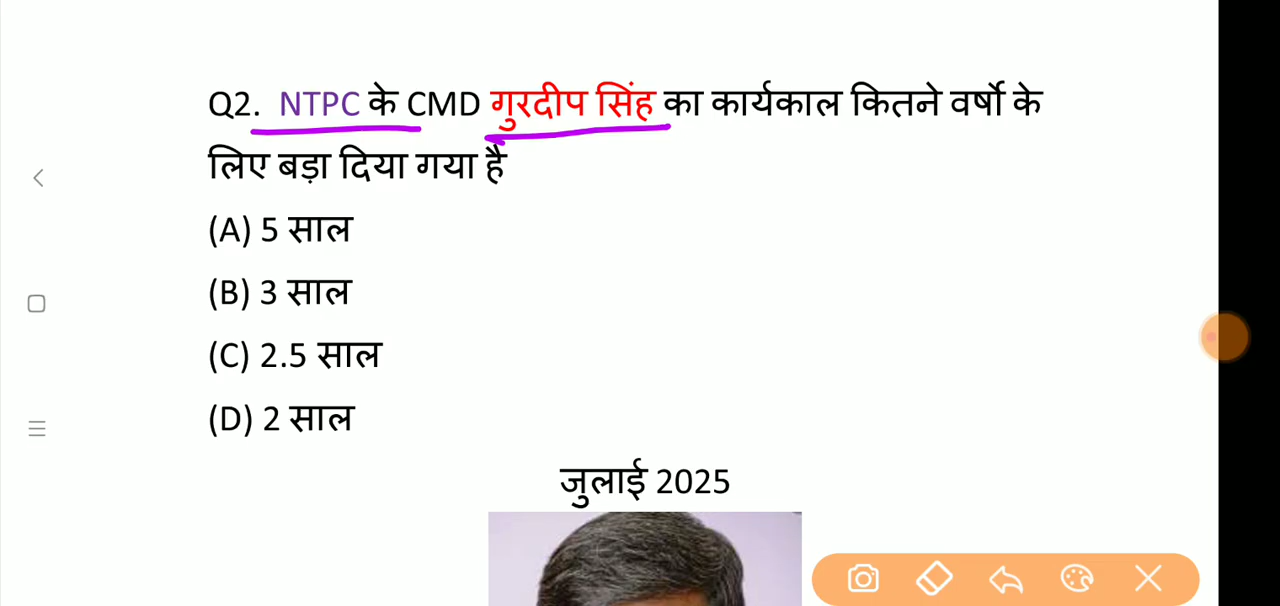 Q2. NTPC के CMD गुरदीप सिंह का कार्यकाल कितने वर्षो के
लिए बड़ा दिया गया है
(A) 5 साल
(B) 3 साल
(C) 2.5 साल
(D) 2 साल
जुलाई 2025